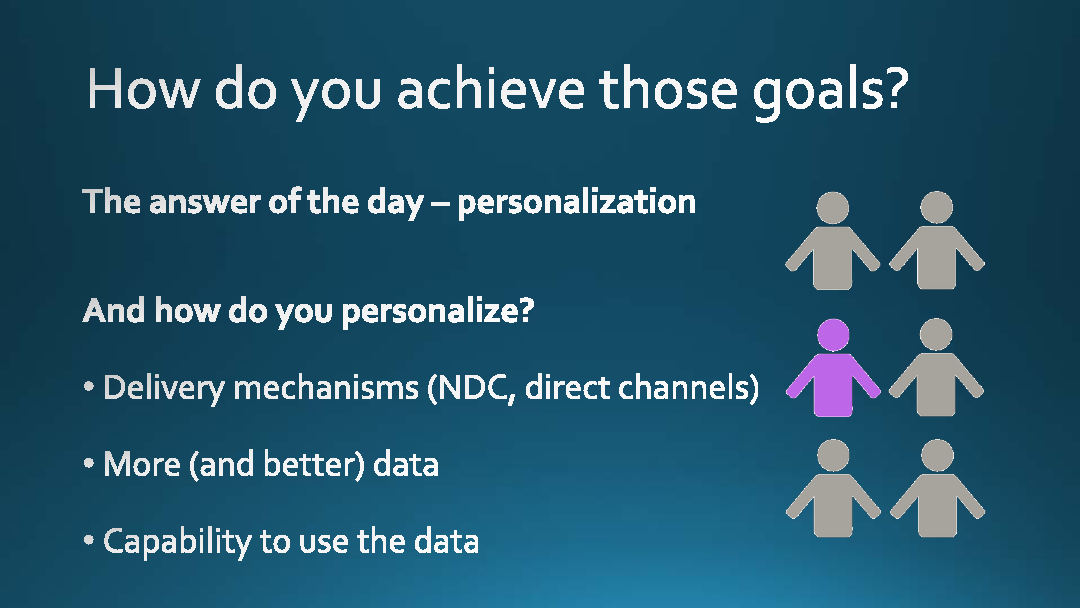 How do you achieve those goals?
The answer of the day – personalization
And how do you personalize?
• Delivery mechanisms (NDC, direct channels)
• More (and better) data
• Capability to use the data